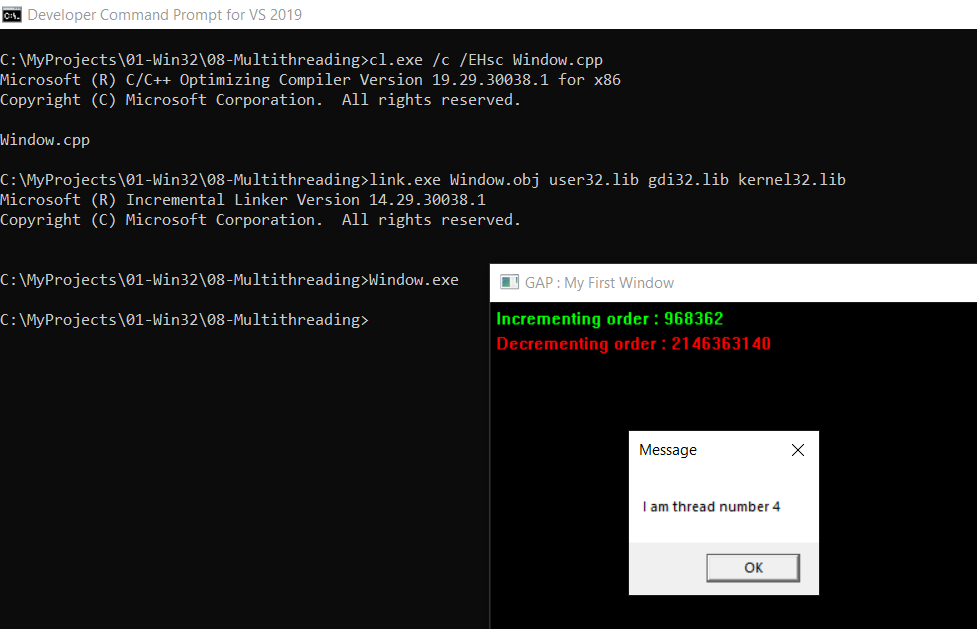 Developer Command Prompt for VS 2019
C:\MyProjects\01-Win32\08-Multithreading>cl.exe /c /EHsc Window.cpp
Microsoft (R) C/C++ Optimizing Compiler Version 19.29.30038.1 for x86
Copyright (C) Microsoft Corporation.  All rights reserved.
Window.cpp
C:\MyProjects\01-Win32\08-Multithreading>link.exe Window.obj user32.lib gdi32.lib kernel32.lib
Microsoft (R) Incremental Linker Version 14.29.30038.1
Copyright (C) Microsoft Corporation.  All rights reserved.
C:\MyProjects\01-Win32\08-Multithreading>Window.exe
C:\MyProjects\01-Win32\08-Multithreading>
GAP : My First Window
Incrementing order : 968362
Decrementing order : 2146363140
Message
I am thread number 4
OK